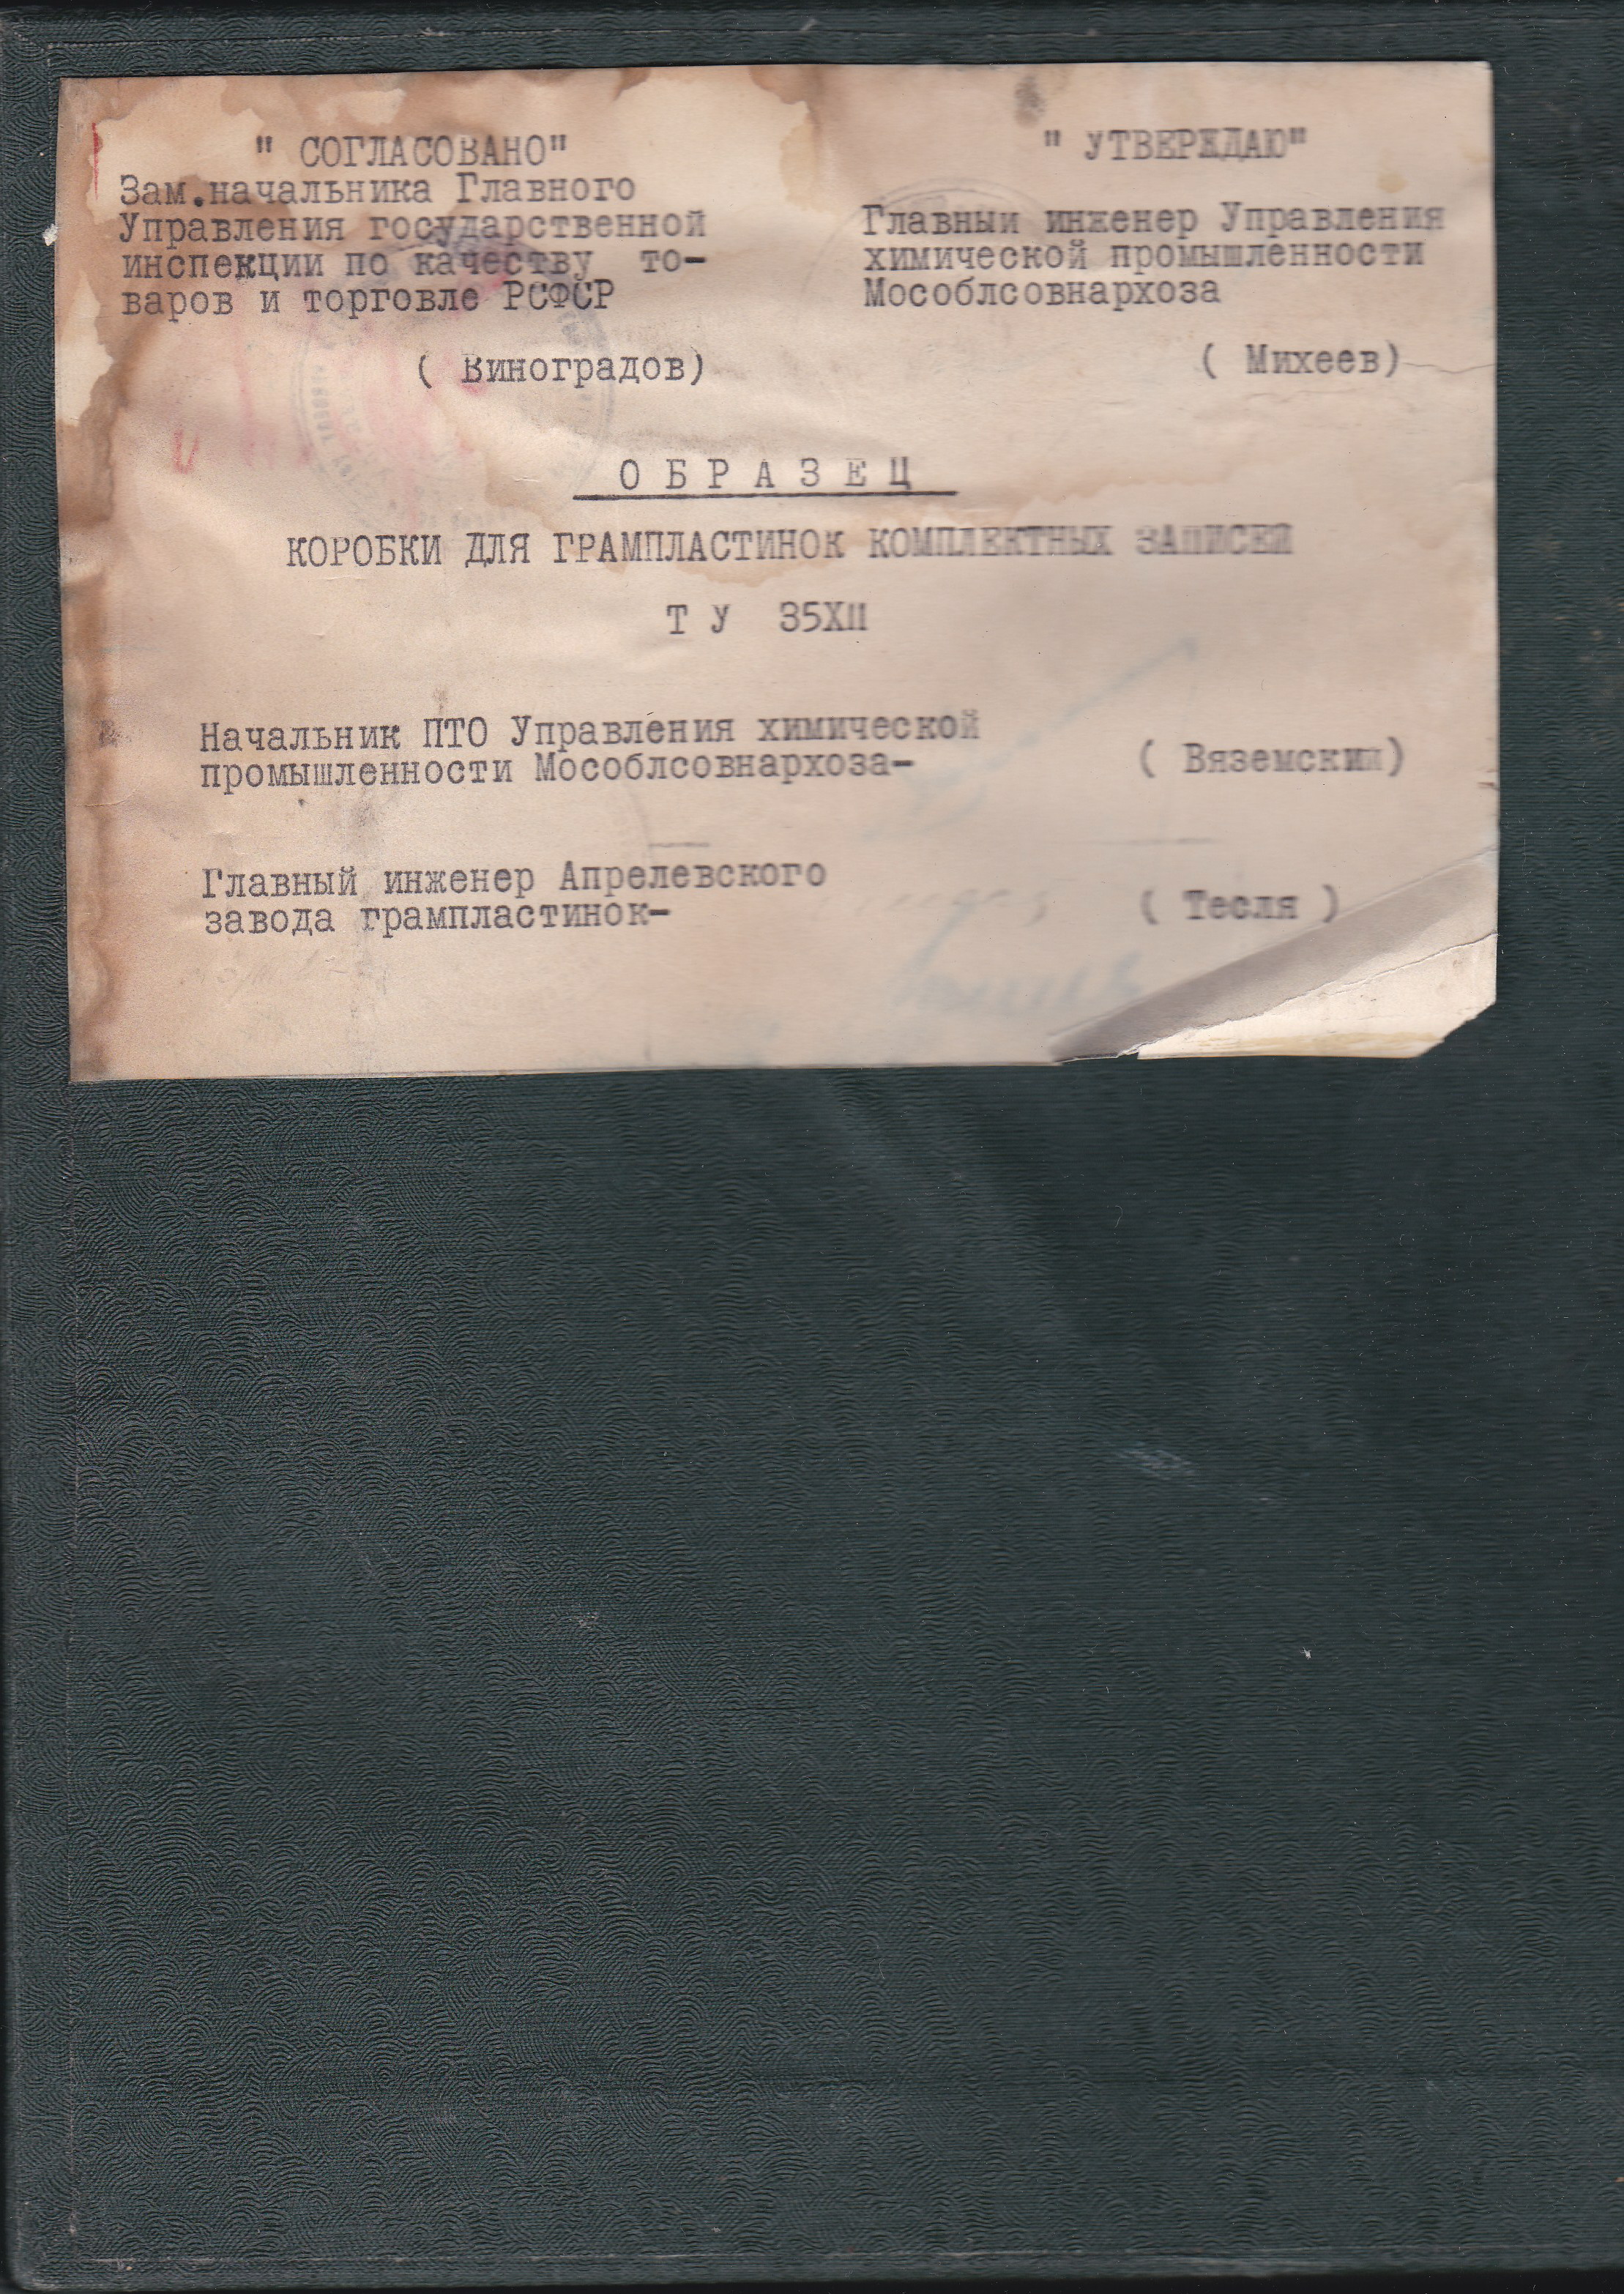 " СОГЛАСОВАНО"
Зам.начальника Главного
Управления государственной
инспекции по качеству то-
варов и торговле РСФСР
( Виноградов)
" УТВЕРЖДАЮ"
Главный инженер Управления
химической промышленности
Мособлсовнархоза
( Михеев)
О Б Р А З Е Ц
КОРОБКИ ДЛЯ ГРАМПЛАСТИНОК КОМПЛЕКТНЫХ ЗАПИСЕЙ
Т У 35ХП
Начальник ПТО Управления химической
промышленности Мособлсовнархоза-
( Вяземский)
Главный инженер Апрелевского
завода грампластинок-
( Тесля )